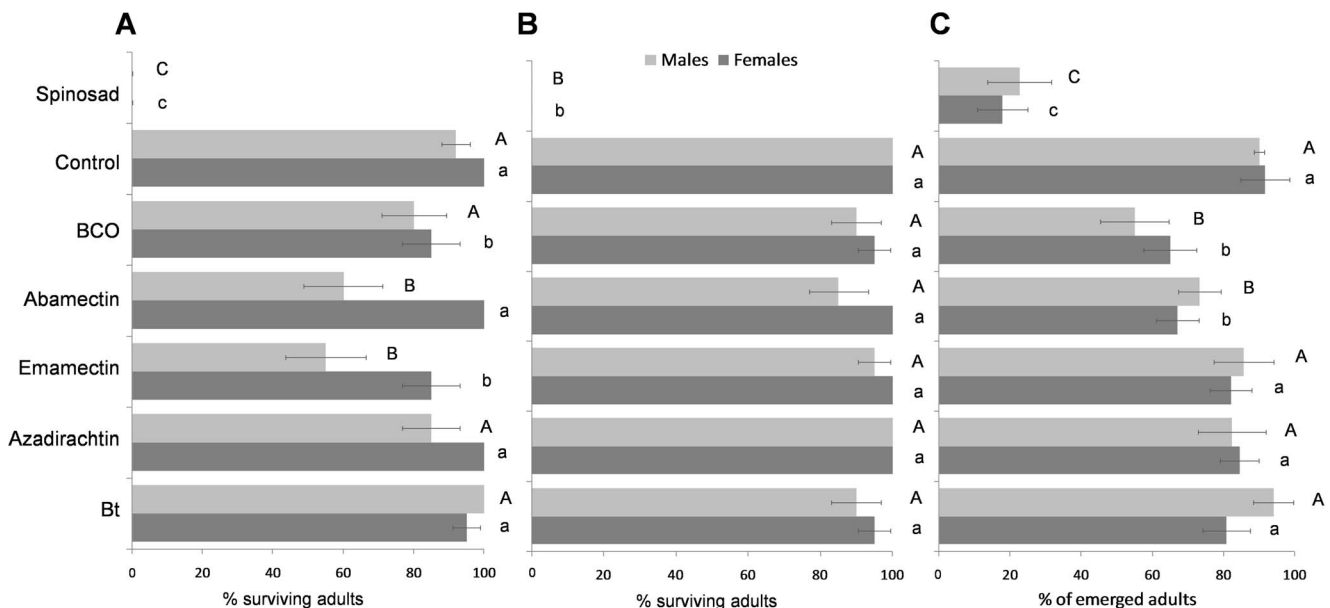 A B C
Males Females
Spinosad C c B b C c
Control A a A a A a
BCO A b A a B b
Abamectin B a A a B b
Emamectin B b A a A a
Azadirachtin A a A a A a
Bt A a A a A a
0 20 40 60 80 100 0 20 40 60 80 100 0 20 40 60 80 100
% surviving adults % surviving adults % of emerged adults